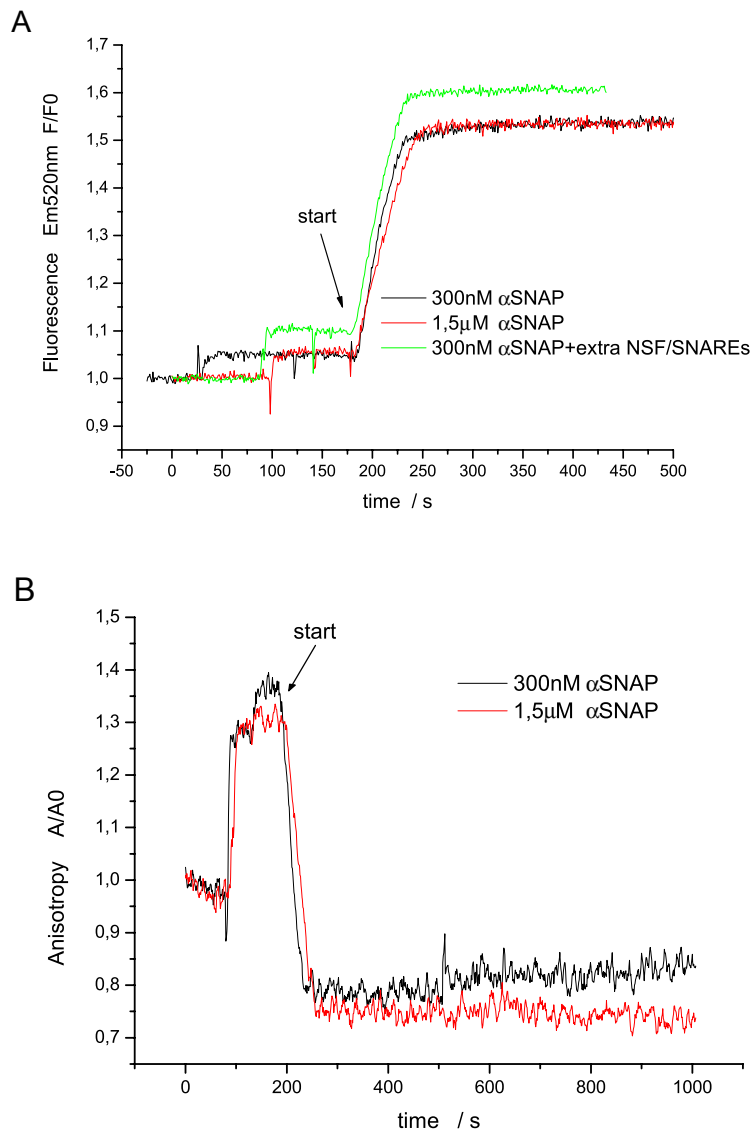 A
Fluorescence Em520nm F/F0
1,7
1,6
1,5
1,4
1,3
1,2
1,1
1,0
0,9
start
300nM αSNAP
1,5μM αSNAP
300nM αSNAP+extra NSF/SNAREs
-50 0 50 100 150 200 250 300 350 400 450 500
time / s
B
Anisotropy A/A0
1,5
1,4
1,3
1,2
1,1
1,0
0,9
0,8
0,7
start
300nM αSNAP
1,5μM αSNAP
0 200 400 600 800 1000
time / s